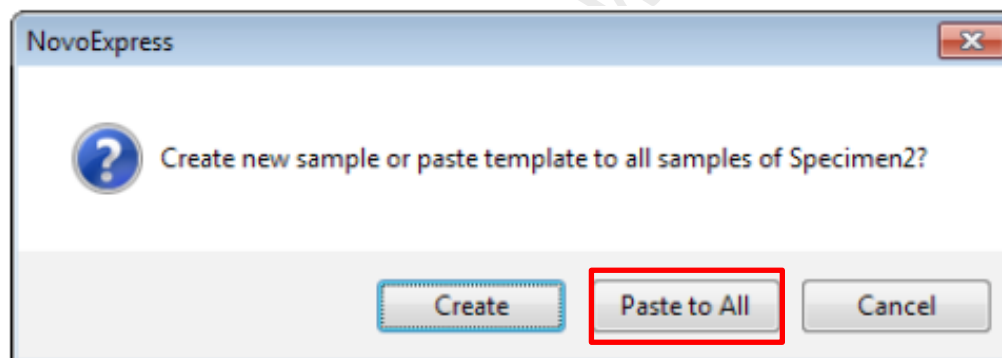 NovoExpress
Create new sample or paste template to all samples of Specimen2?
Create Paste to All Cancel